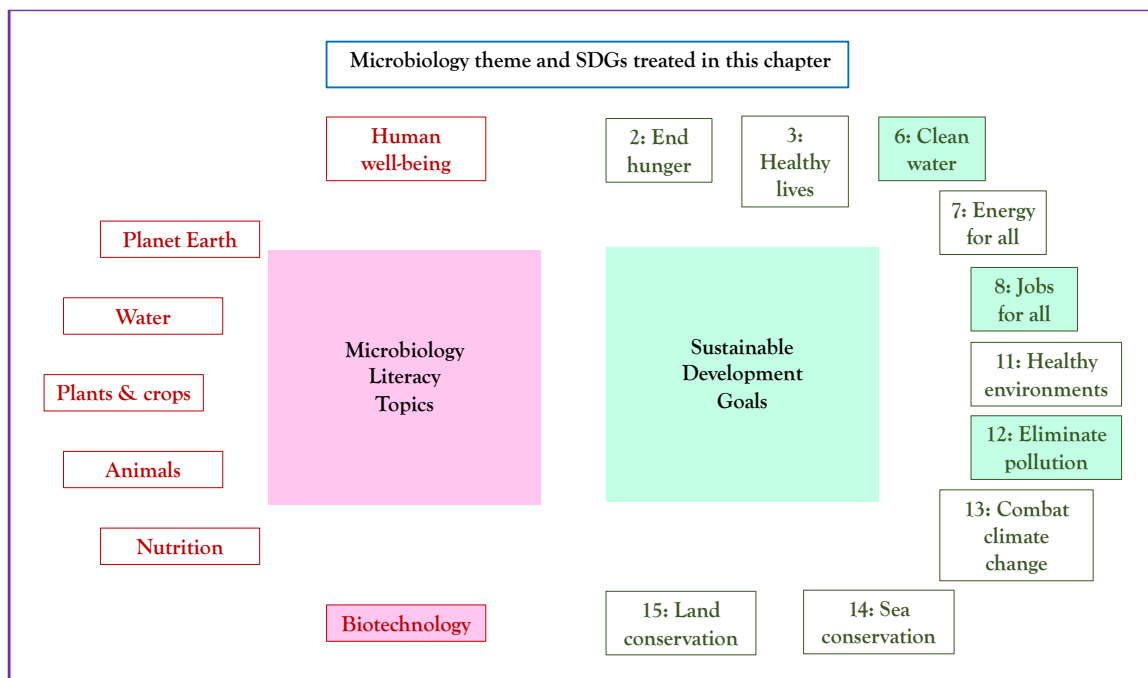 Microbiology theme and SDGs treated in this chapter
Human
well-being
2: End
hunger
3:
Healthy
lives
6: Clean
water
Planet Earth
7: Energy
for all
Water
8: Jobs
for all
Microbiology
Literacy
Topics
Sustainable
Development
Goals
Plants & crops
11: Healthy
environments
Animals
12: Eliminate
pollution
Nutrition
13: Combat
climate
change
Biotechnology
15: Land
conservation
14: Sea
conservation